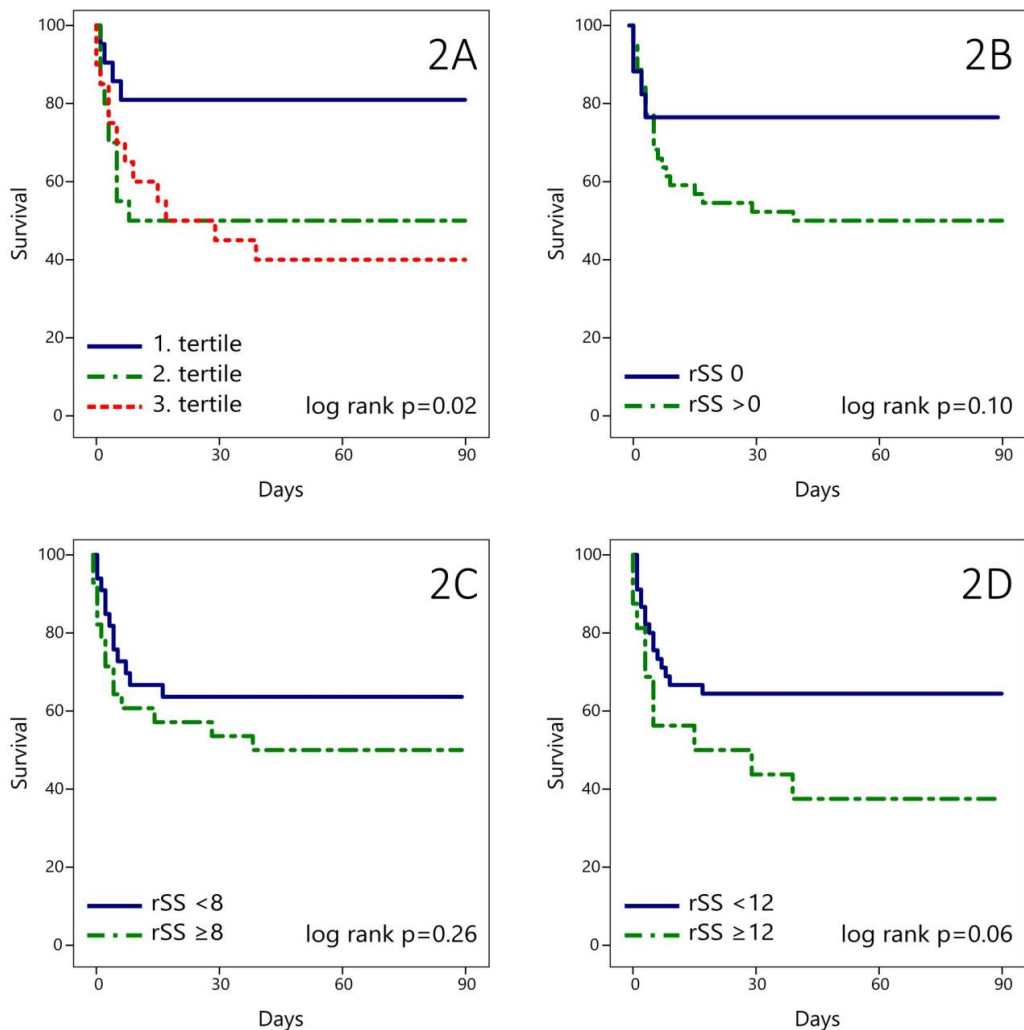 2A
100
80
60
40
20
0
Survival
1. tertile
2. tertile
3. tertile
log rank p=0.02
0 30 60 90
Days
2B
100
80
60
40
20
0
Survival
rSS 0
rSS >0
log rank p=0.10
0 30 60 90
Days
2C
100
80
60
40
20
0
Survival
rSS <8
rSS ≥8
log rank p=0.26
0 30 60 90
Days
2D
100
80
60
40
20
0
Survival
rSS <12
rSS ≥12
log rank p=0.06
0 30 60 90
Days